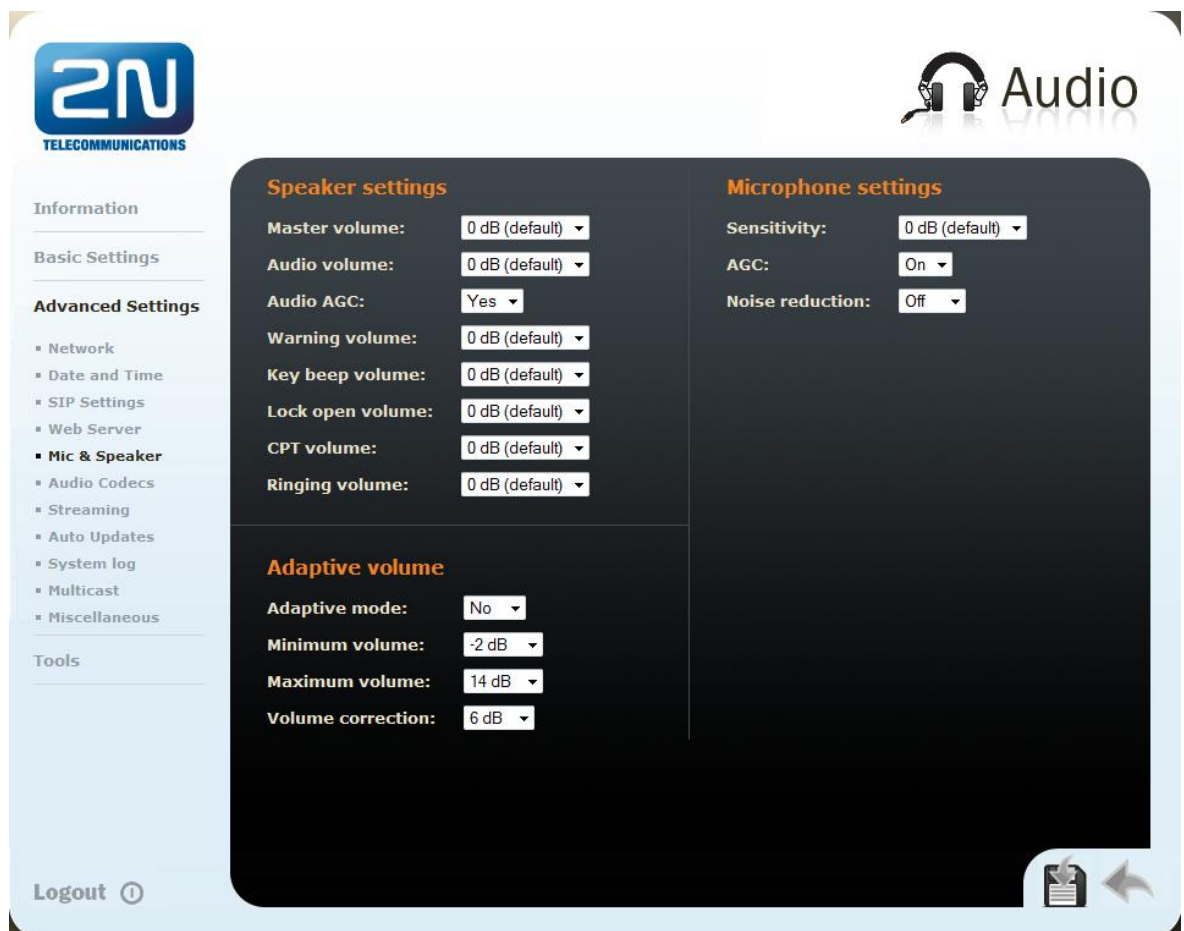 2N
TELECOMMUNICATIONS
Audio
Information
Basic Settings
Advanced Settings
Network
Date and Time
SIP Settings
Web Server
Mic & Speaker
Audio Codecs
Streaming
Auto Updates
System log
Multicast
Miscellaneous
Tools
Logout
Speaker settings
Master volume: 0 dB (default)
Audio volume: 0 dB (default)
Audio AGC: Yes
Warning volume: 0 dB (default)
Key beep volume: 0 dB (default)
Lock open volume: 0 dB (default)
CPT volume: 0 dB (default)
Ringing volume: 0 dB (default)
Adaptive volume
Adaptive mode: No
Minimum volume: -2 dB
Maximum volume: 14 dB
Volume correction: 6 dB
Microphone settings
Sensitivity: 0 dB (default)
AGC: On
Noise reduction: Off